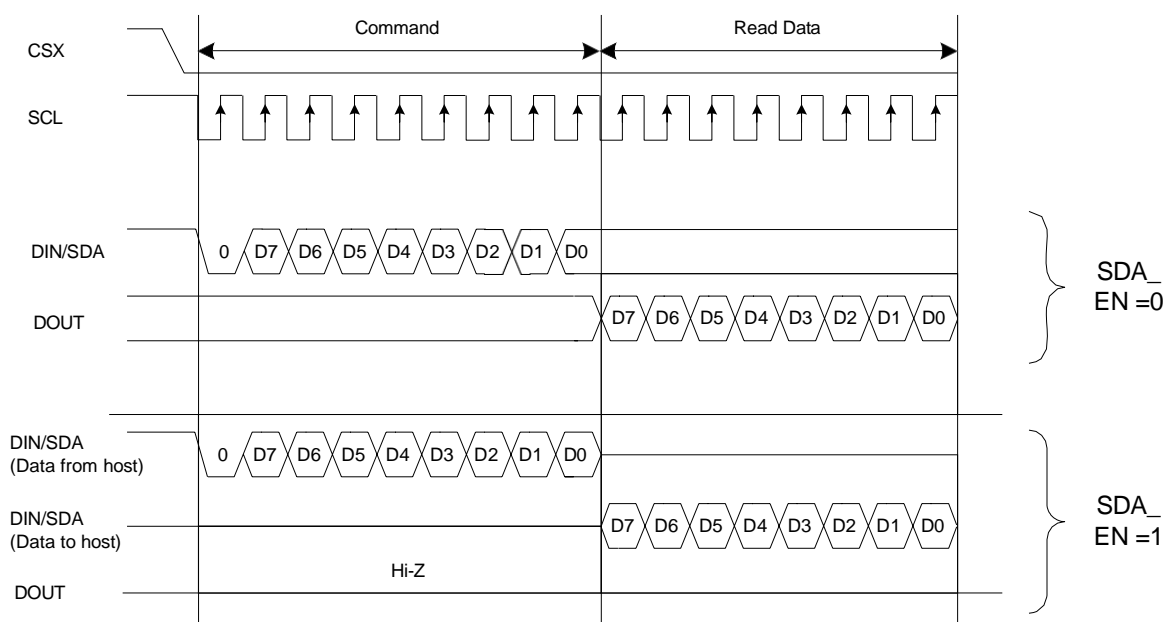 Command
Read Data
CSX
SCL
DIN/SDA
0 D7 D6 D5 D4 D3 D2 D1 D0
DOUT
D7 D6 D5 D4 D3 D2 D1 D0
SDA_
EN =0
DIN/SDA
(Data from host)
0 D7 D6 D5 D4 D3 D2 D1 D0
DIN/SDA
(Data to host)
D7 D6 D5 D4 D3 D2 D1 D0
Hi-Z
DOUT
SDA_
EN =1